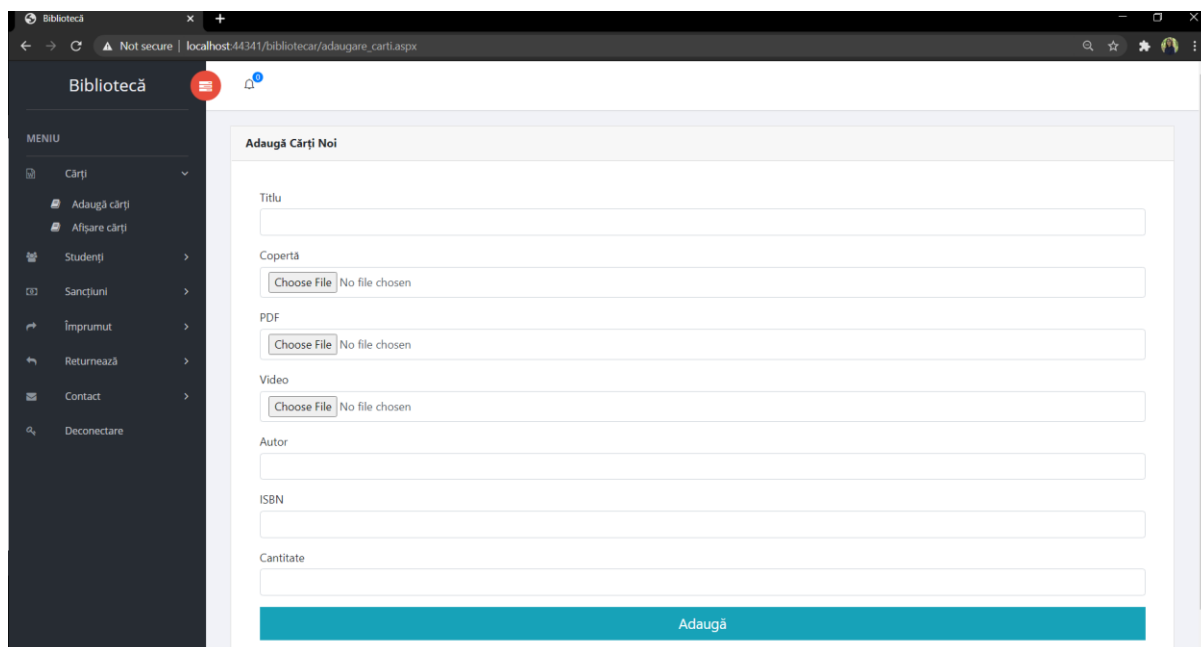 Bibliotecă
Not secure | localhost:44341/bibliotecar/adaugare_carti.aspx
Bibliotecă
0
MENIU
Cărți
Adaugă cărți
Afișare cărți
Studenți
Sancțiuni
Împrumut
Returnează
Contact
Deconectare
Adaugă Cărți Noi
Titlu
Copertă
Choose File No file chosen
PDF
Choose File No file chosen
Video
Choose File No file chosen
Autor
ISBN
Cantitate
Adaugă